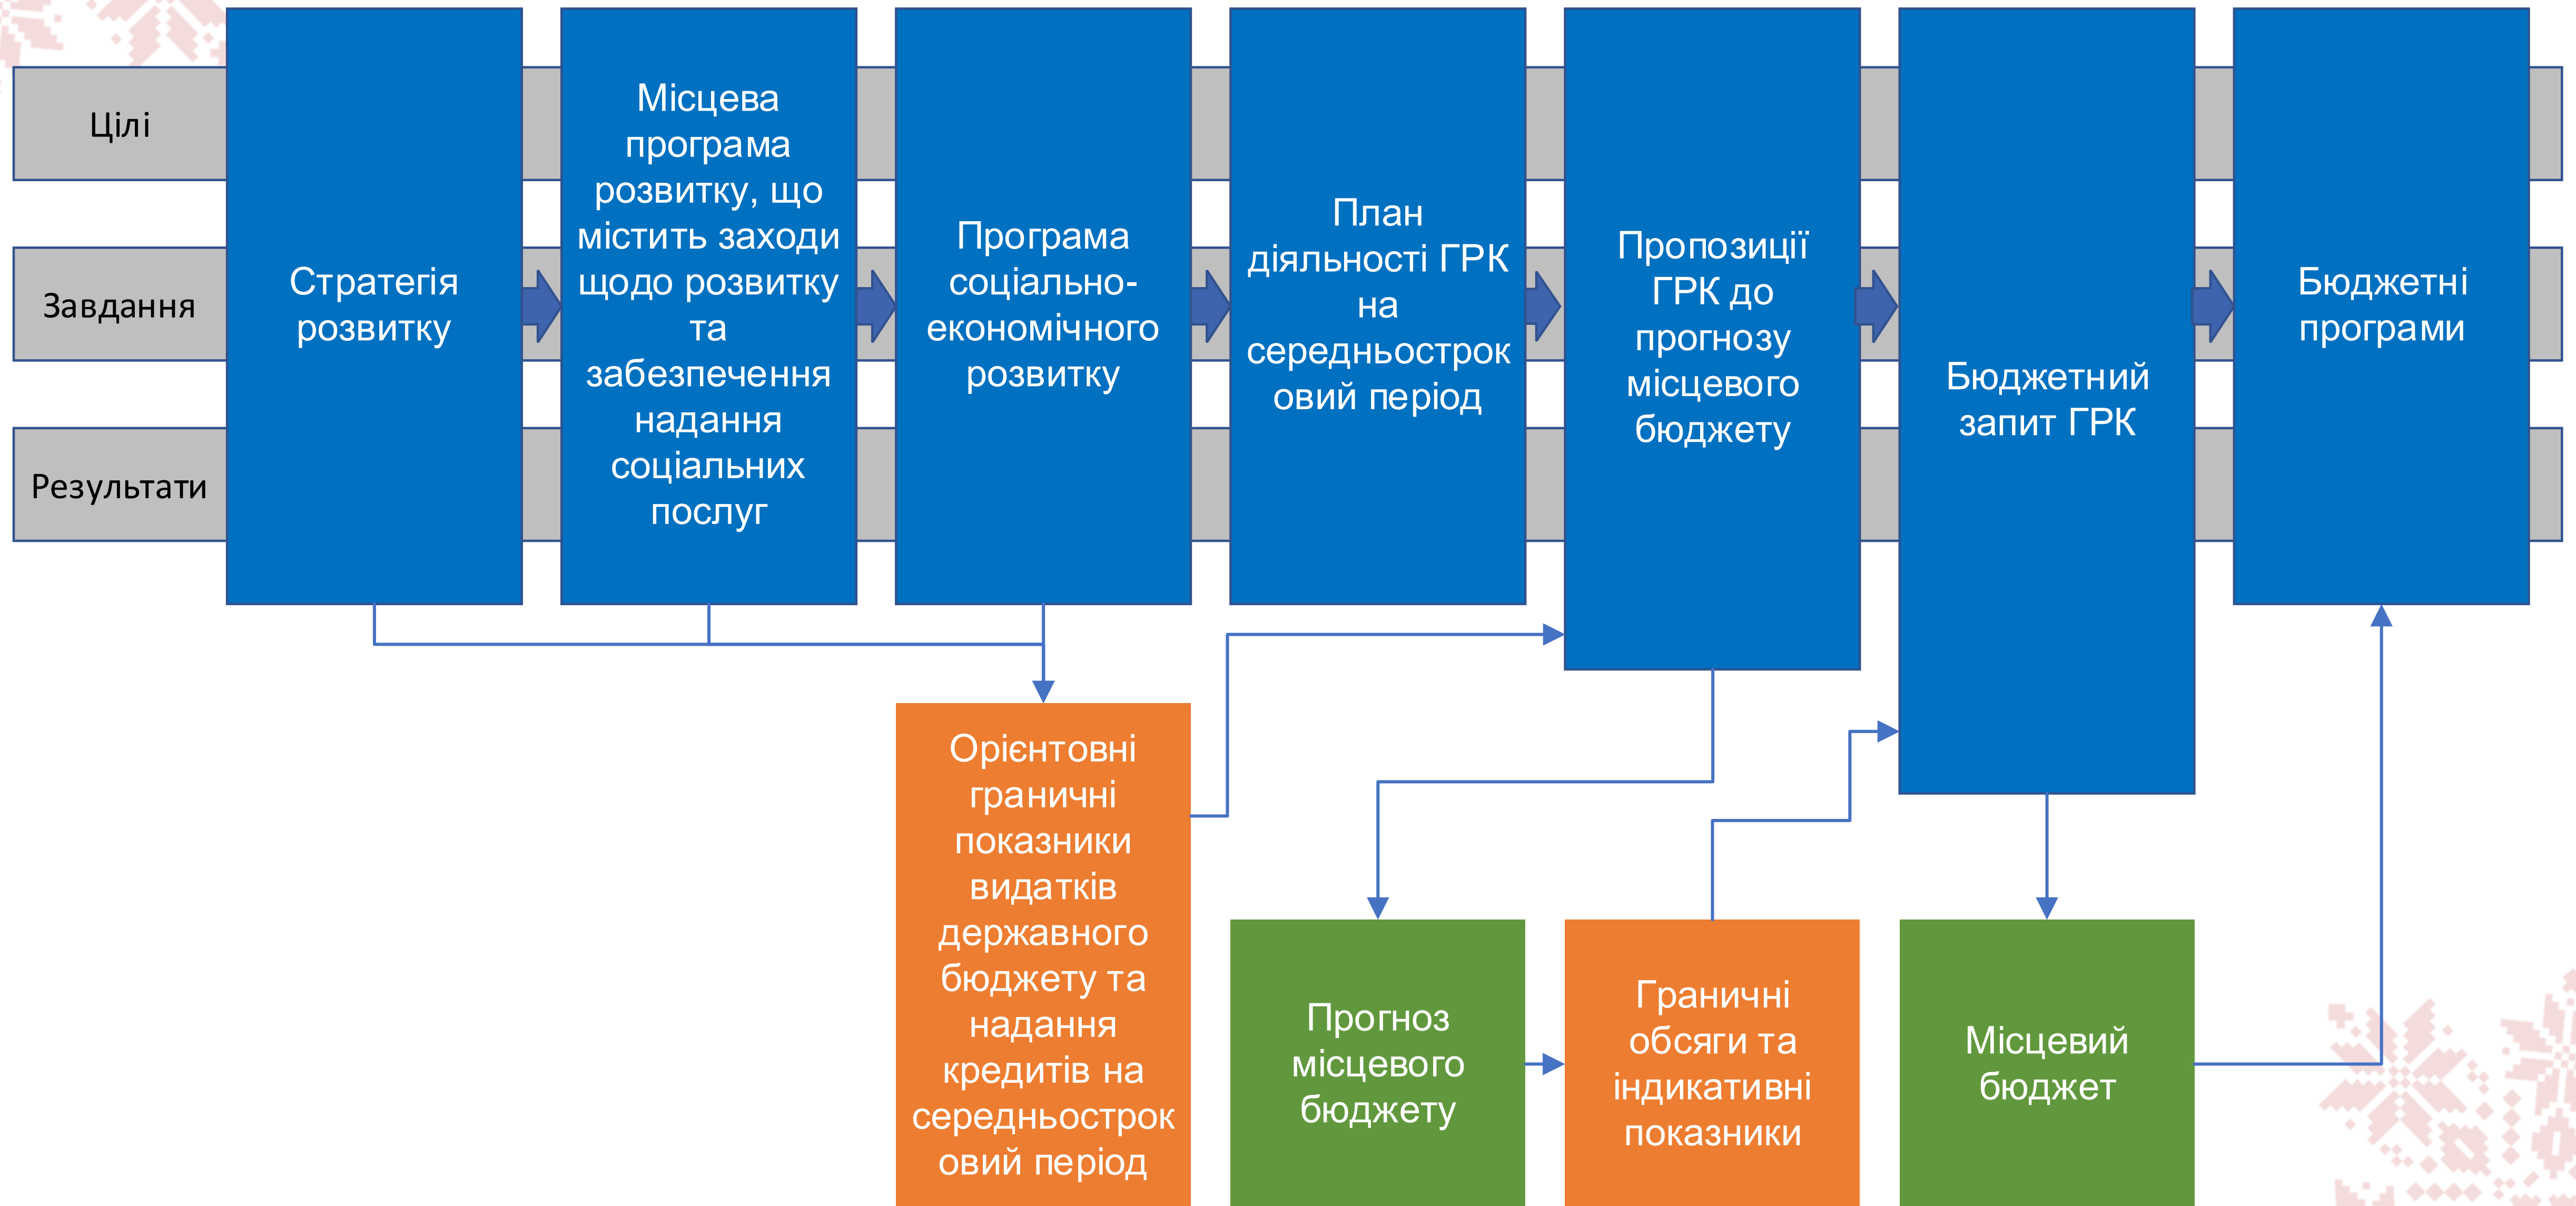 Цілі
Завдання
Результати
Стратегія
розвитку
Місцева
програма
розвитку, що
містить заходи
щодо розвитку
та
забезпечення
надання
соціальних
послуг
Програма
соціально-
економічного
розвитку
План
діяльності ГРК
на
середньострок
овий період
Пропозиції
ГРК до
прогнозу
місцевого
бюджету
Бюджетний
запит ГРК
Бюджетні
програми
Орієнтовні
граничні
показники
видатків
державного
бюджету та
надання
кредитів на
середньострок
овий період
Прогноз
місцевого
бюджету
Граничні
обсяги та
індикативні
показники
Місцевий
бюджет